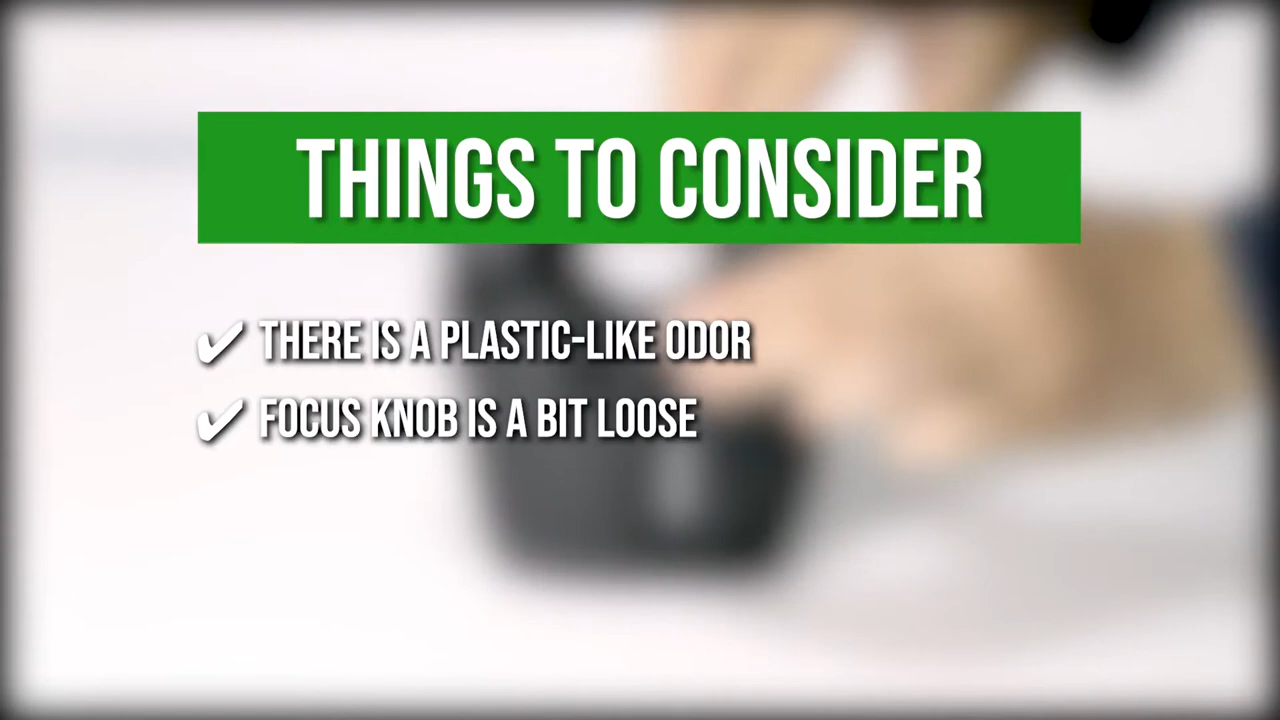 THINGS TO CONSIDER
✔ THERE IS A PLASTIC-LIKE ODOR
✔ FOCUS KNOB IS A BIT LOOSE